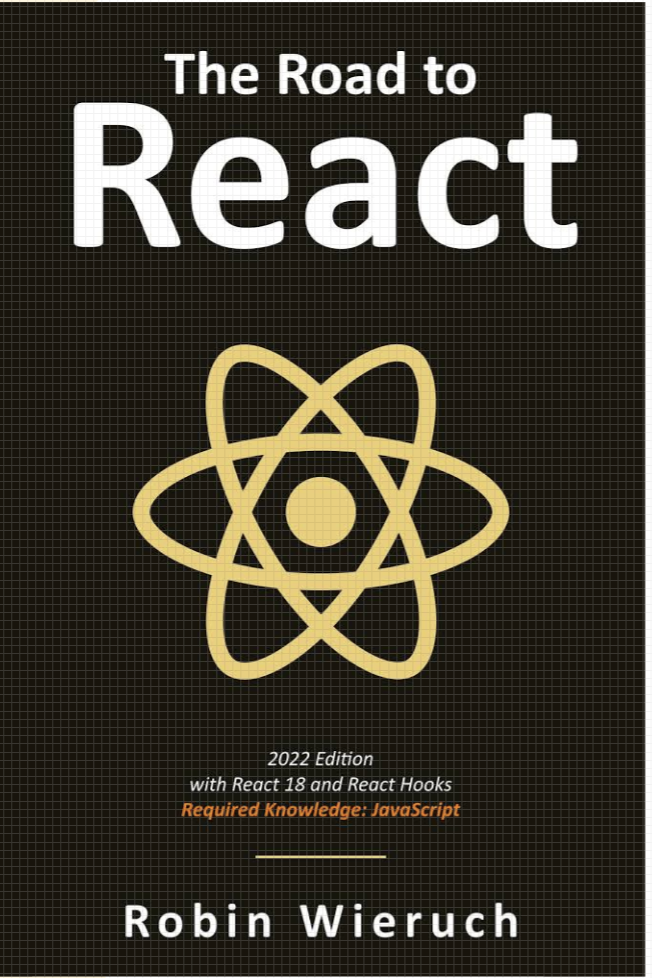 The Road to
React
2022 Edition
with React 18 and React Hooks
Required Knowledge: JavaScript
Robin Wieruch